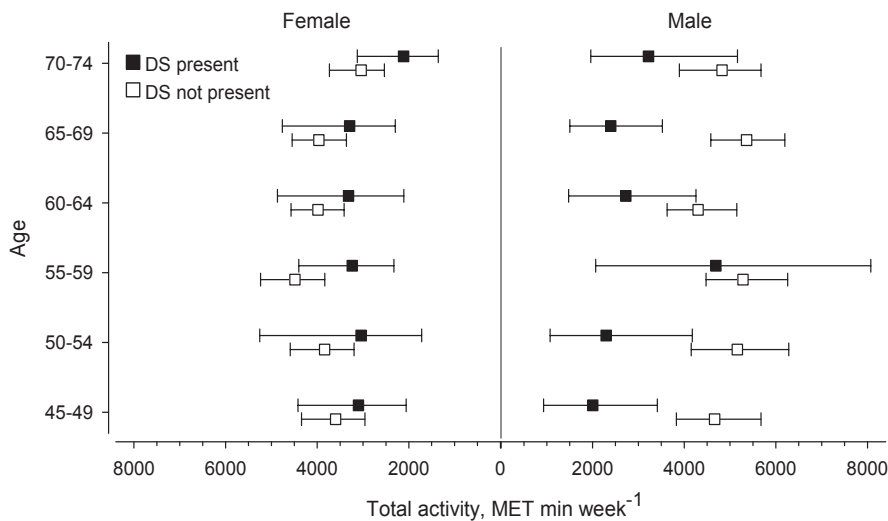 Female
Male
DS present
DS not present
70-74
65-69
60-64
55-59
50-54
45-49
Age
8000 6000 4000 2000 0 2000 4000 6000 8000
Total activity, MET min week⁻¹